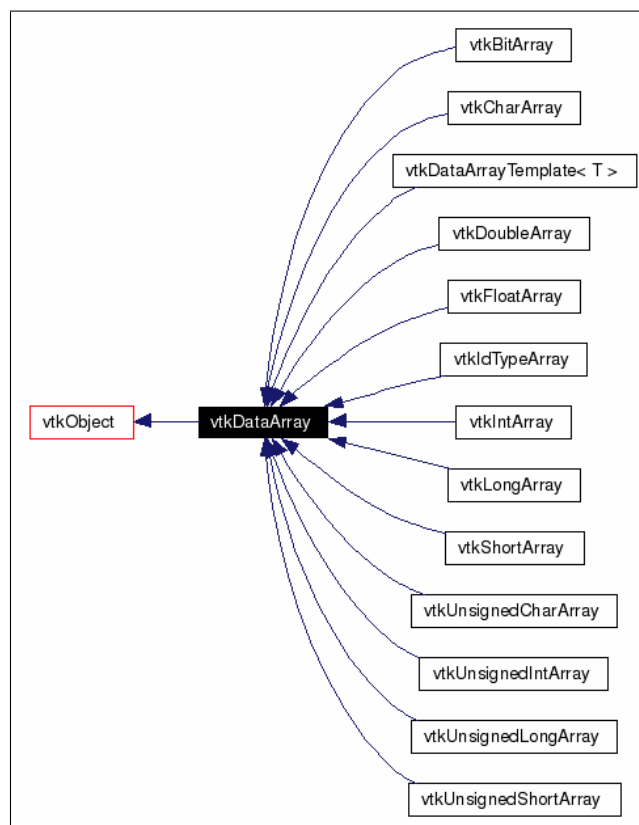 vtkBitArray
vtkCharArray
vtkDataArrayTemplate< T >
vtkDoubleArray
vtkFloatArray
vtkIdTypeArray
vtkObject
vtkDataArray
vtkIntArray
vtkLongArray
vtkShortArray
vtkUnsignedCharArray
vtkUnsignedIntArray
vtkUnsignedLongArray
vtkUnsignedShortArray